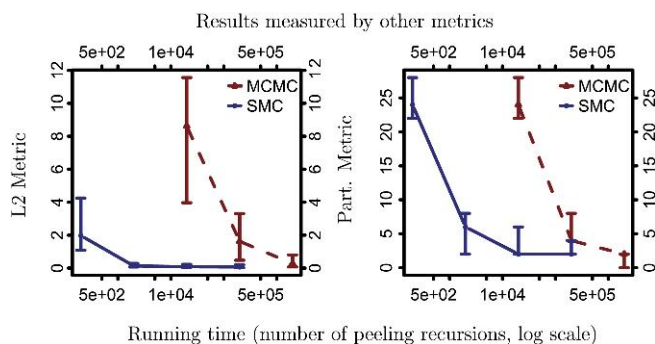 Results measured by other metrics
5e+02 1e+04 5e+05 5e+02 1e+04 5e+05
L2 Metric
12
10
8
6
4
2
0
MCMC
SMC
12
10
8
6
4
2
0
5e+02 1e+04 5e+05
Part. Metric
25
20
15
10
5
0
MCMC
SMC
25
20
15
10
5
0
5e+02 1e+04 5e+05
Running time (number of peeling recursions, log scale)